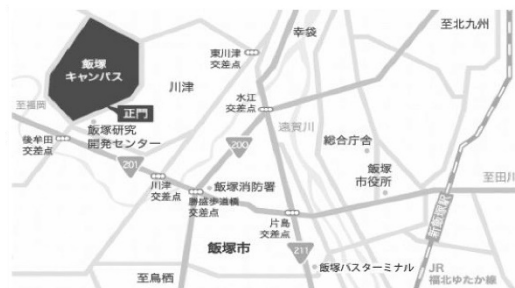 至北九州
幸袋
東川津
交差点
飯塚
キャンパス
川津
水江
交差点
至福岡
正門
遠賀川
飯塚研究
開発センター
後牟田
交差点
200
総合庁舎
201
飯塚
市役所
至田川
川津
交差点
飯塚消防署
勝盛歩道橋
交差点
新飯塚駅
片島
交差点
飯塚市
211
飯塚バスターミナル
至鳥栖
JR
福北ゆたか線